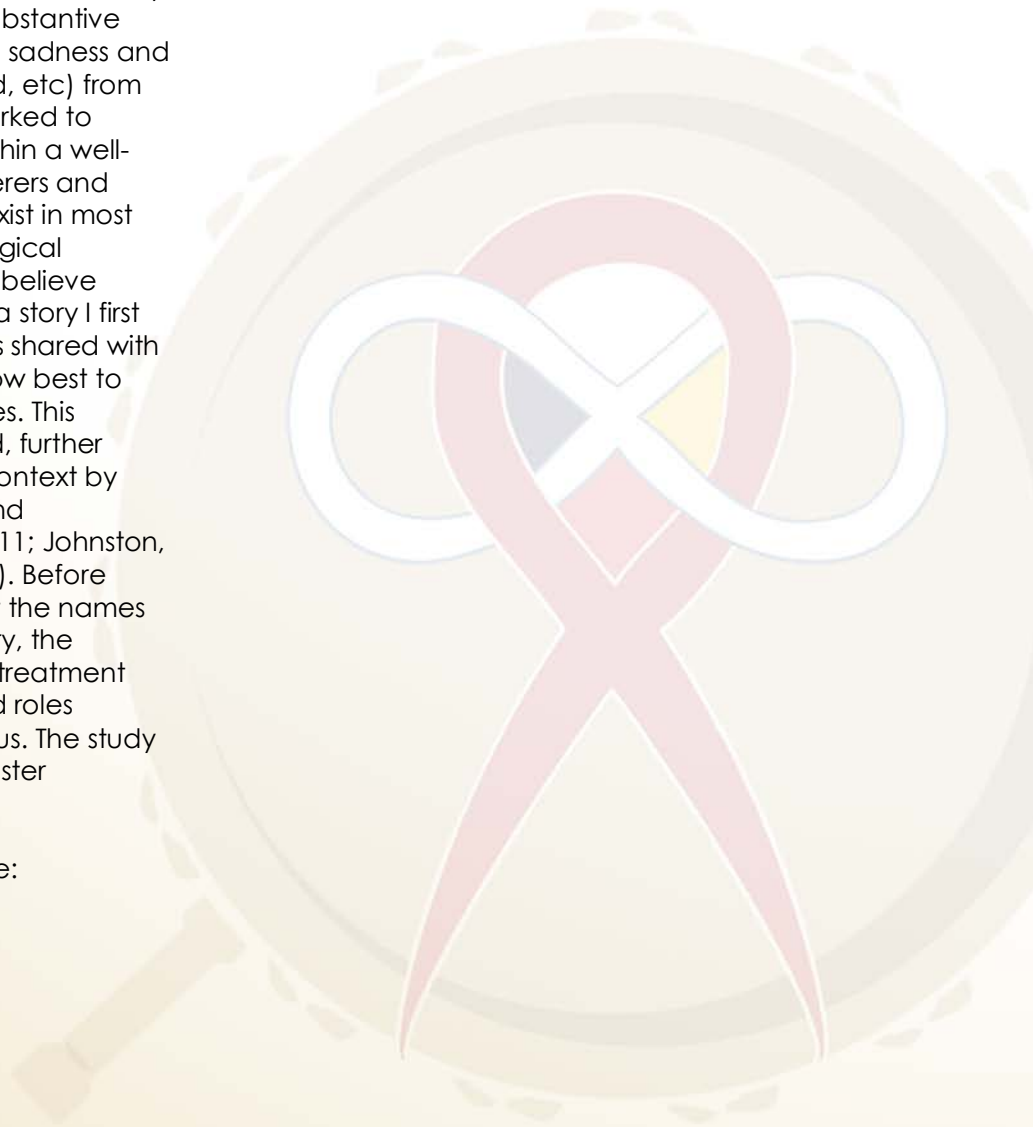 bstantive
sadness and
d, etc) from
rked to
hin a well-
erers and
xist in most
gical
believe
a story I first
s shared with
ow best to
es. This
d, further
ontext by
nd
11; Johnston,
). Before
the names
ry, the
treatment
d roles
us. The study
ster
e: